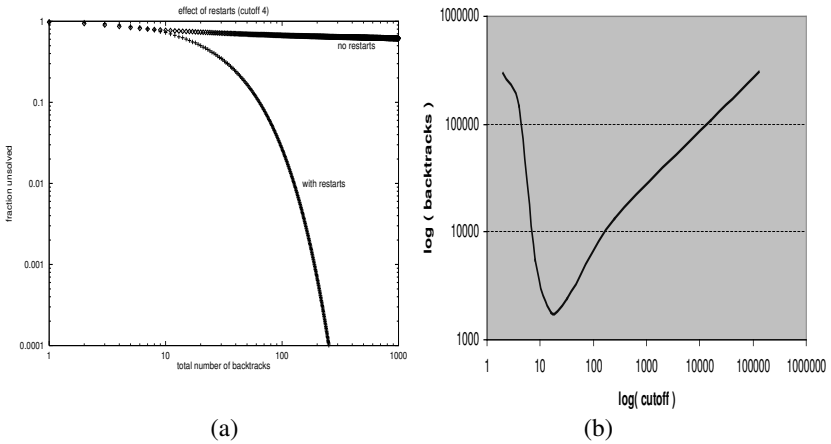 effect of restarts (cutoff 4)
1
0.1
0.01
0.001
0.0001
fraction unsolved
no restarts
with restarts
1
10
100
1000
total number of backtracks
(a)
1000000
100000
10000
1000
log ( backtracks )
1
10
100
1000
10000
100000
1000000
log( cutoff )
(b)